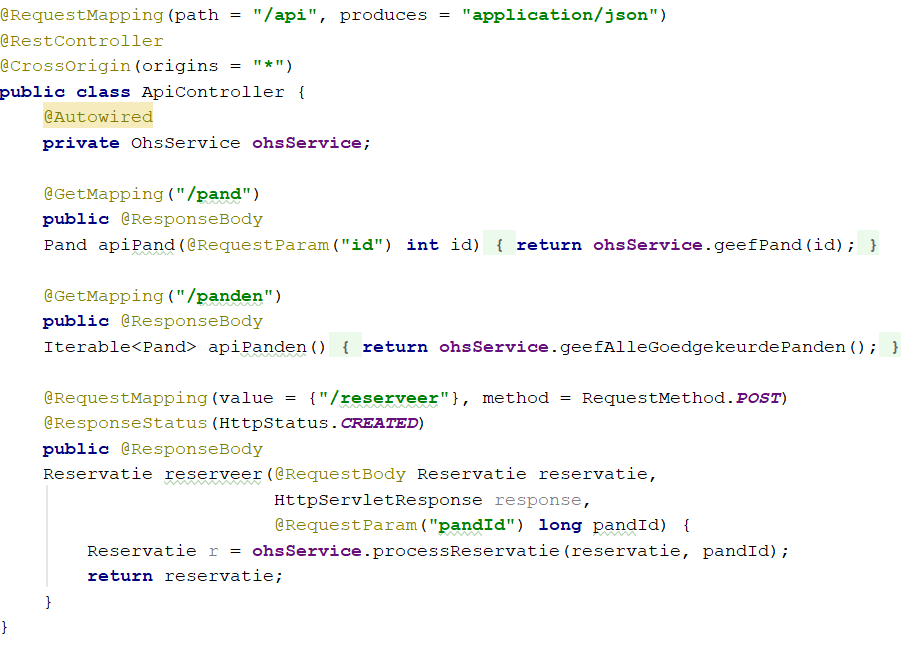 @RequestMapping(path = "/api", produces = "application/json")
@RestController
@CrossOrigin(origins = "*")
public class ApiController {
    @Autowired
    private OhsService ohsService;

    @GetMapping("/pand")
    public @ResponseBody
    Pand apiPand(@RequestParam("id") int id) { return ohsService.geefPand(id); }

    @GetMapping("/panden")
    public @ResponseBody
    Iterable<Pand> apiPanden() { return ohsService.geefAlleGoedgekeurdePanden(); }

    @RequestMapping(value = {"/reserveer"}, method = RequestMethod.POST)
    @ResponseStatus(HttpStatus.CREATED)
    public @ResponseBody
    Reservatie reserveer(@RequestBody Reservatie reservatie,
                         HttpServletResponse response,
                         @RequestParam("pandId") long pandId) {
        Reservatie r = ohsService.processReservatie(reservatie, pandId);
        return reservatie;
    }
}